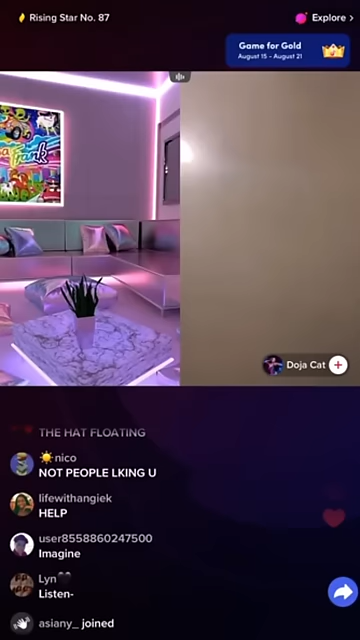 Rising Star No. 87
Explore >
Game for Gold
August 15 - August 21
Frank
Doja Cat
THE HAT FLOATING
nico
NOT PEOPLE LKING U
lifewithangiek
HELP
user8558860247500
Imagine
Lyn🖤
Listen-
asiany_ joined